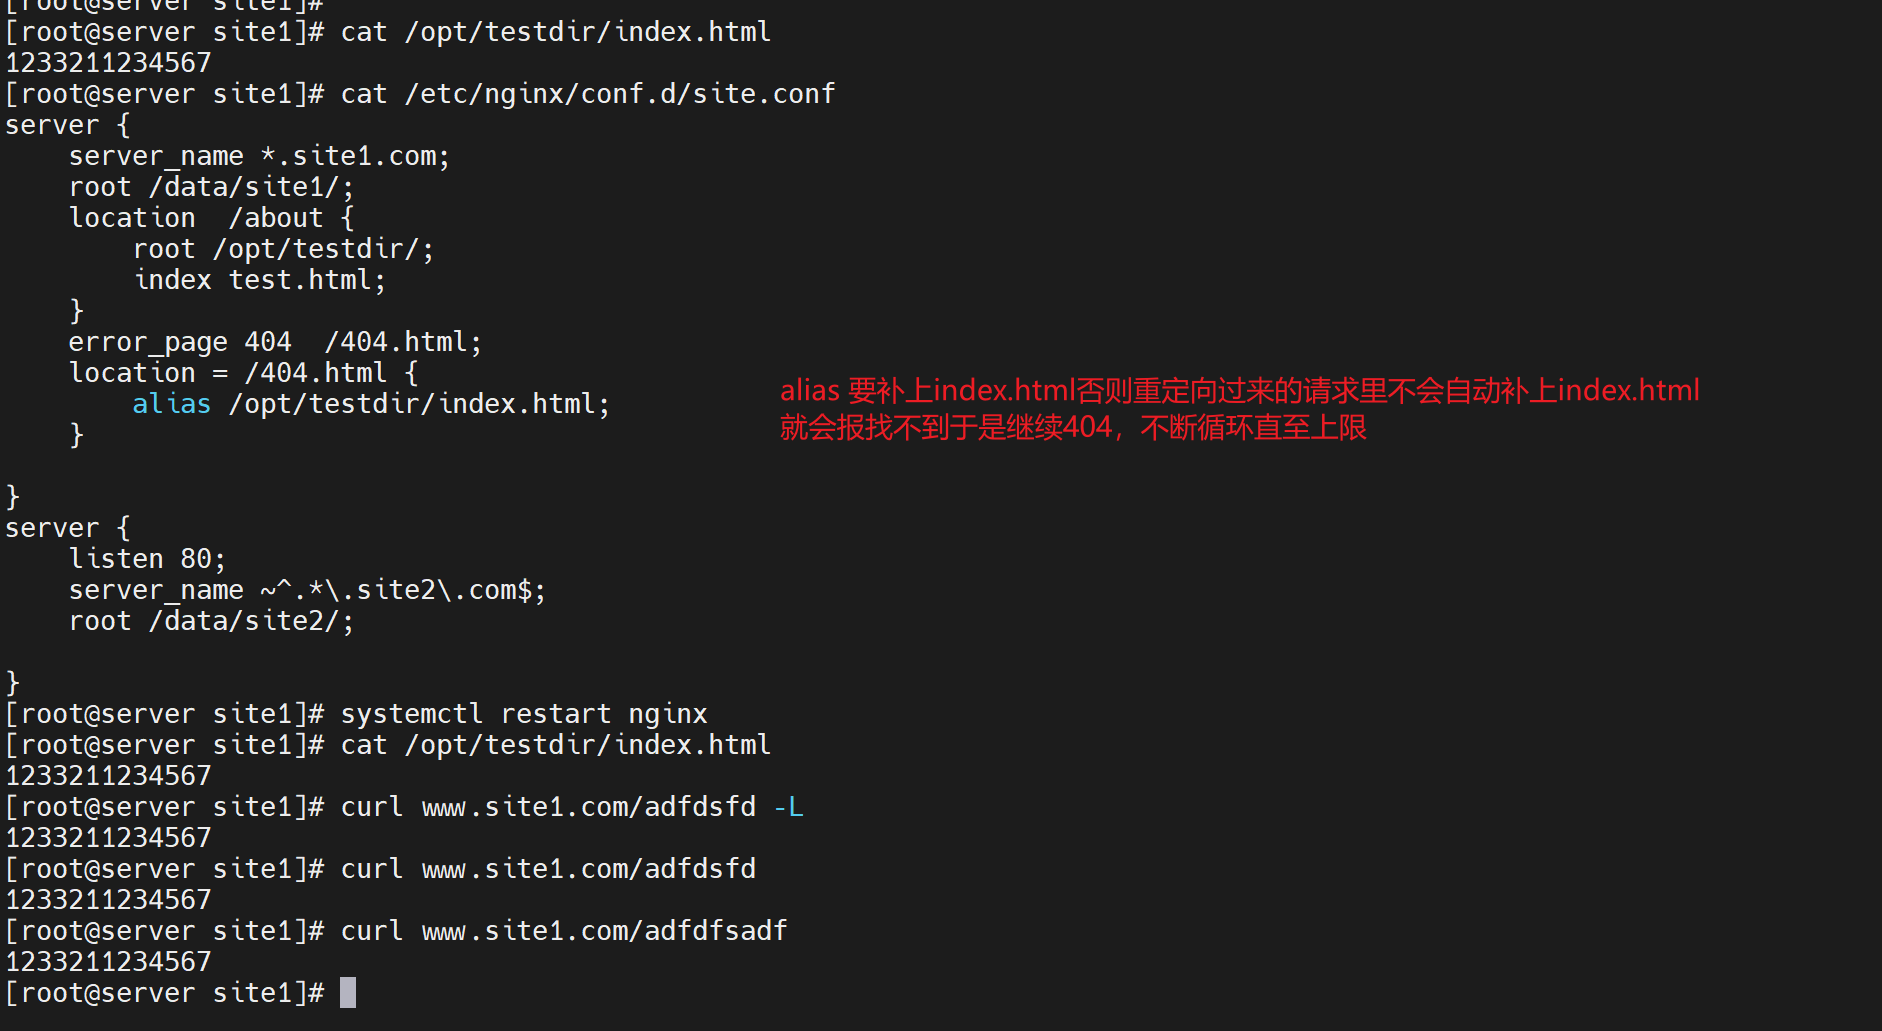 [root@server site1]#
[root@server site1]# cat /opt/testdir/index.html
1233211234567
[root@server site1]# cat /etc/nginx/conf.d/site.conf
server {
    server_name *.site1.com;
    root /data/site1/;
    location  /about {
        root /opt/testdir/;
        index test.html;
    }
    error_page 404  /404.html;
    location = /404.html {
        alias /opt/testdir/index.html;
    }
alias 要补上index.html否则重定向过来的请求里不会自动补上index.html
就会报找不到于是继续404，不断循环直至上限
}
server {
    listen 80;
    server_name ~^.*\.site2\.com$;
    root /data/site2/;
}
[root@server site1]# systemctl restart nginx
[root@server site1]# cat /opt/testdir/index.html
1233211234567
[root@server site1]# curl www.site1.com/adfdsfd -L
1233211234567
[root@server site1]# curl www.site1.com/adfdsfd
1233211234567
[root@server site1]# curl www.site1.com/adfdfsadf
1233211234567
[root@server site1]#